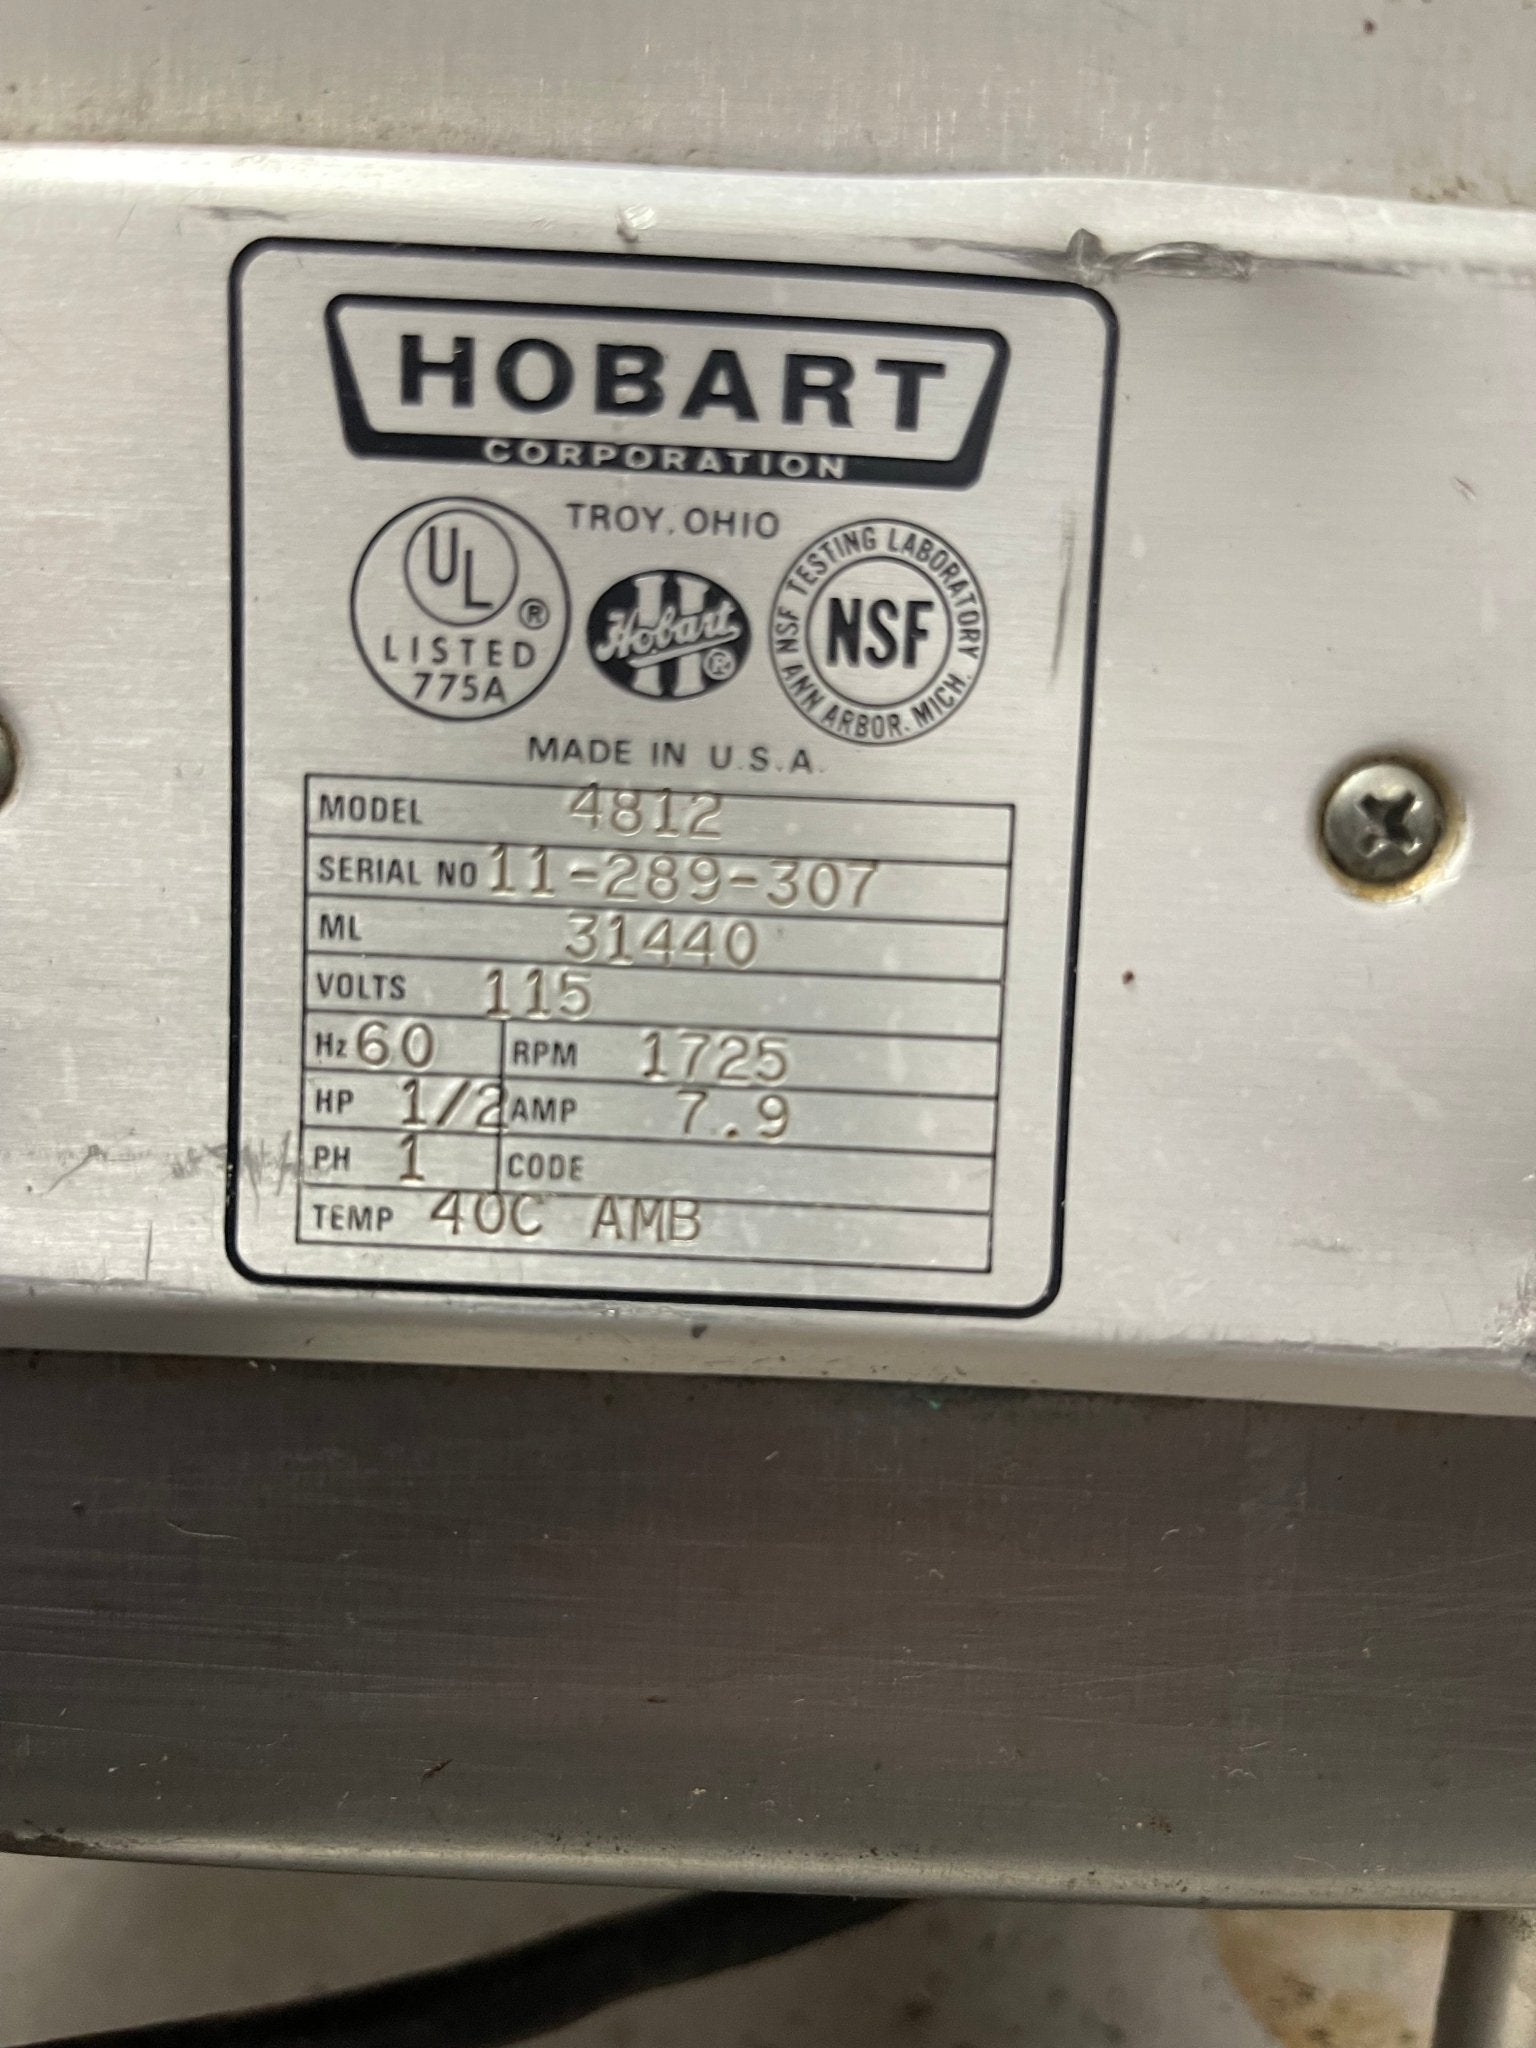 HOBART
CORPORATION
TROY, OHIO
UL ®
LISTED
775A
Hobart ®
NSF TESTING LABORATORY
NSF
ANN ARBOR, MICH.
MADE IN U.S.A.
MODEL 4812
SERIAL NO 11-289-307
ML 31440
VOLTS 115
Hz 60 RPM 1725
HP 1/2 AMP 7.9
PH 1 CODE
TEMP 40C AMB